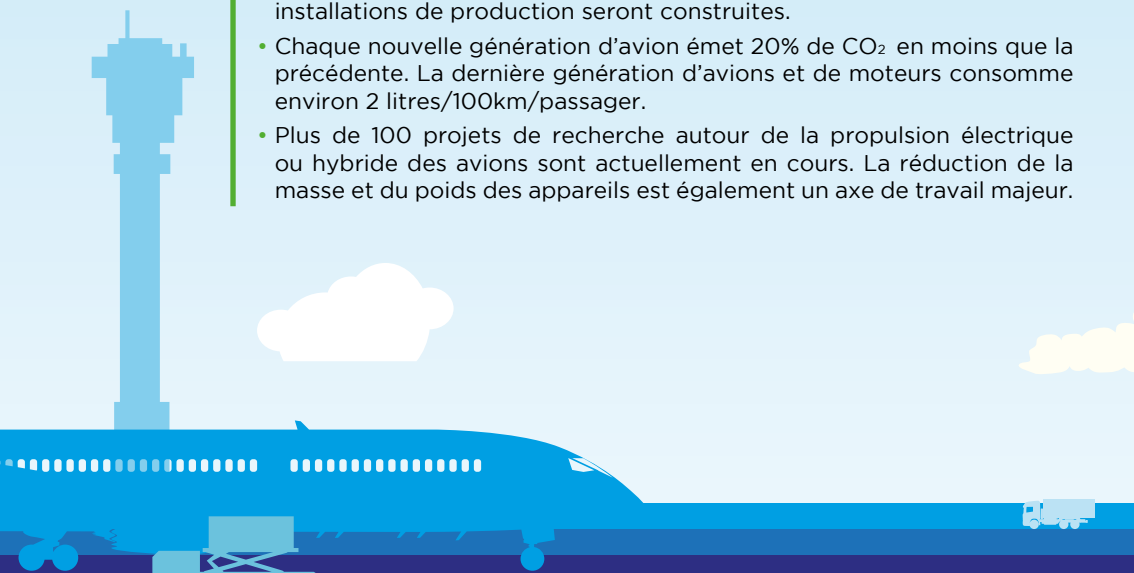 installations de production seront construites.
• Chaque nouvelle génération d’avion émet 20% de CO₂ en moins que la
précédente. La dernière génération d’avions et de moteurs consomme
environ 2 litres/100km/passager.
• Plus de 100 projets de recherche autour de la propulsion électrique
ou hybride des avions sont actuellement en cours. La réduction de la
masse et du poids des appareils est également un axe de travail majeur.